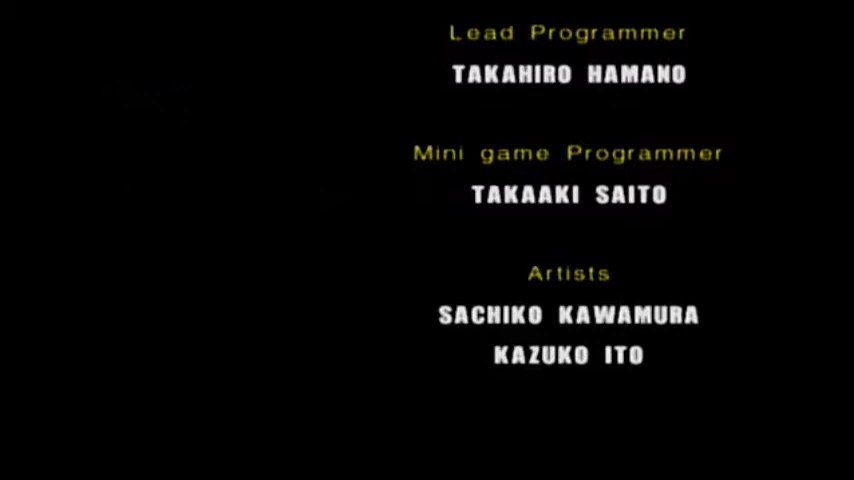 Lead Programmer
TAKAHIRO HAMANO
Mini game Programmer
TAKAAKI SAITO
Artists
SACHIKO KAWAMURA
KAZUKO ITO